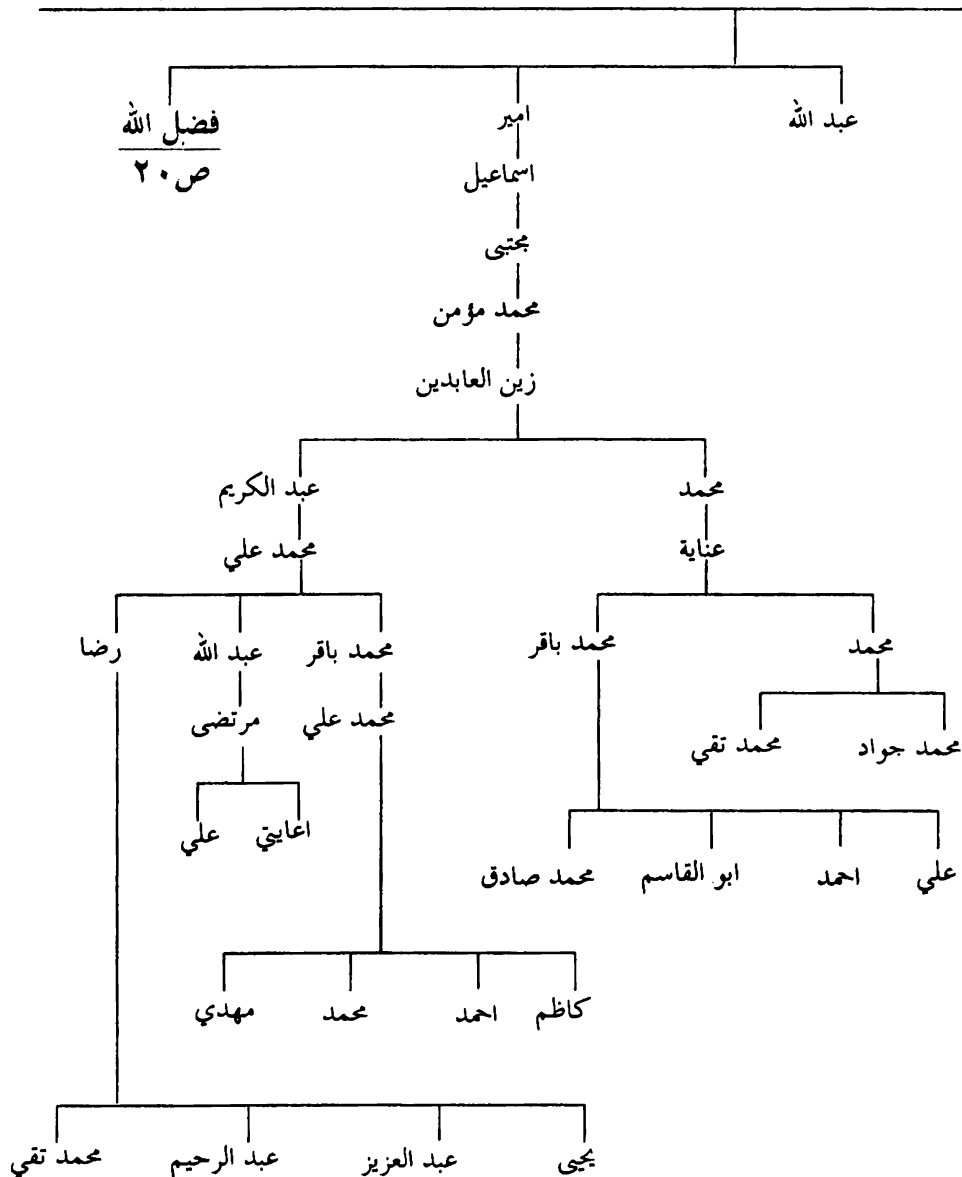 عبد الله امير فضل الله
ص٢٠
اسماعيل
مجتبى
محمد مؤمن
زين العابدين
محمد عبد الكريم
عناية محمد علي
محمد محمد باقر محمد باقر عبد الله رضا
محمد علي مرتضى
محمد جواد محمد تقي
اعايتي علي
علي احمد ابو القاسم محمد صادق
كاظم احمد محمد مهدي
يحيى عبد العزيز عبد الرحيم محمد تقي